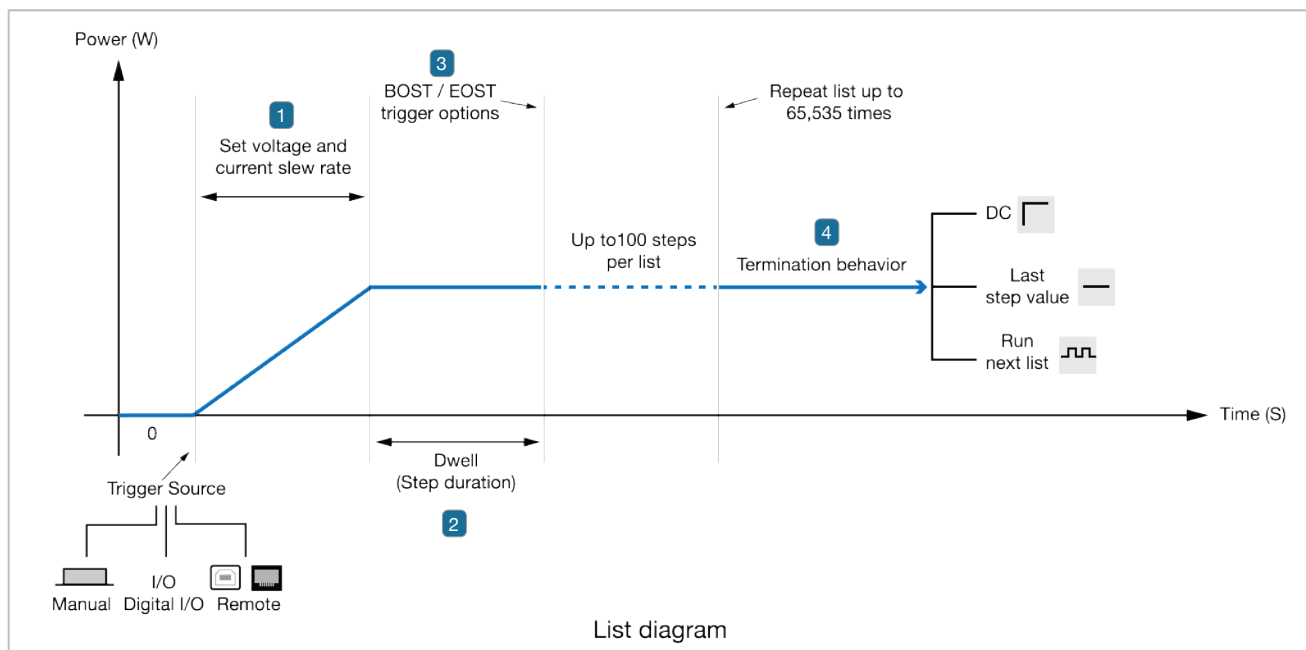 Power (W)
3
BOST / EOST
trigger options
Repeat list up to
65,535 times
1
Set voltage and
current slew rate
DC
Up to100 steps
per list
4
Termination behavior
Last
step value
Run
next list
0
Time (S)
Dwell
(Step duration)
2
Trigger Source
I/O
Manual Digital I/O Remote
List diagram